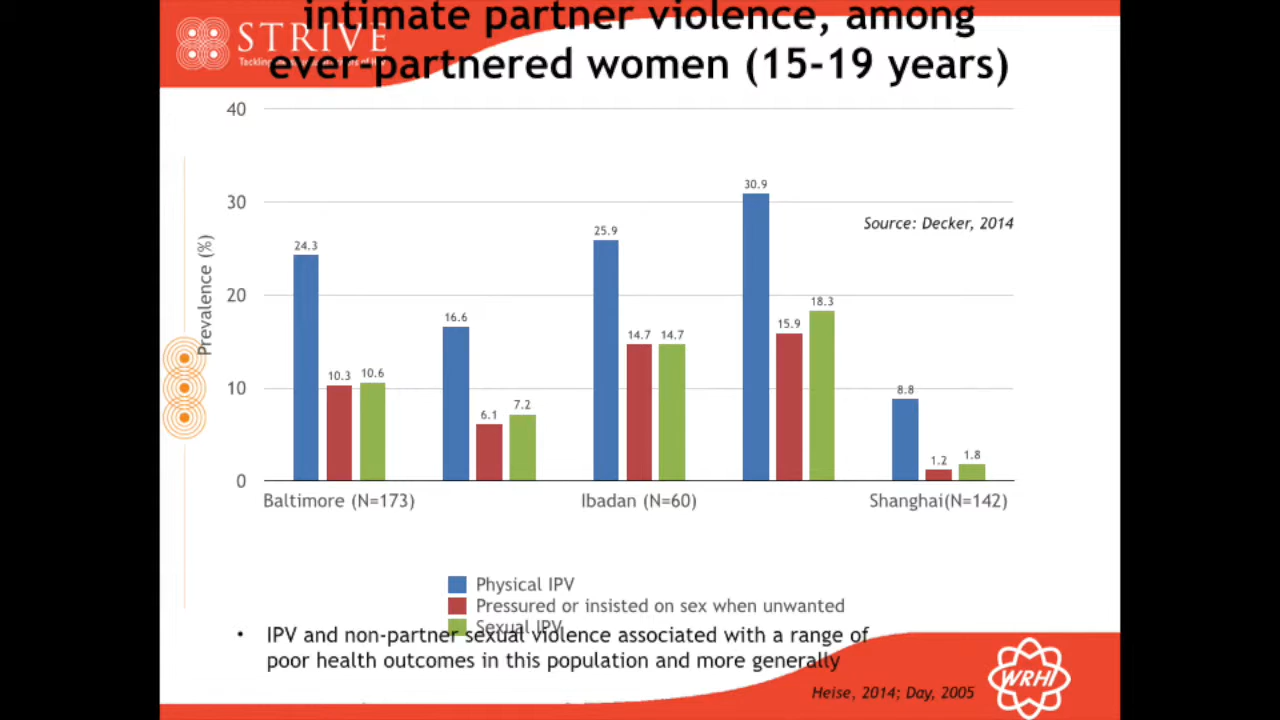 intimate partner violence, among
ever-partnered women (15-19 years)
STRIVE
40
30
20
10
0
Prevalence (%)
24.3
10.3
10.6
16.6
6.1
7.2
25.9
14.7
14.7
30.9
15.9
18.3
8.8
1.2
1.8
Source: Decker, 2014
Baltimore (N=173)
Ibadan (N=60)
Shanghai(N=142)
Physical IPV
Pressured or insisted on sex when unwanted
Sexual IPV
• IPV and non-partner sexual violence associated with a range of
poor health outcomes in this population and more generally
Heise, 2014; Day, 2005
WRHI